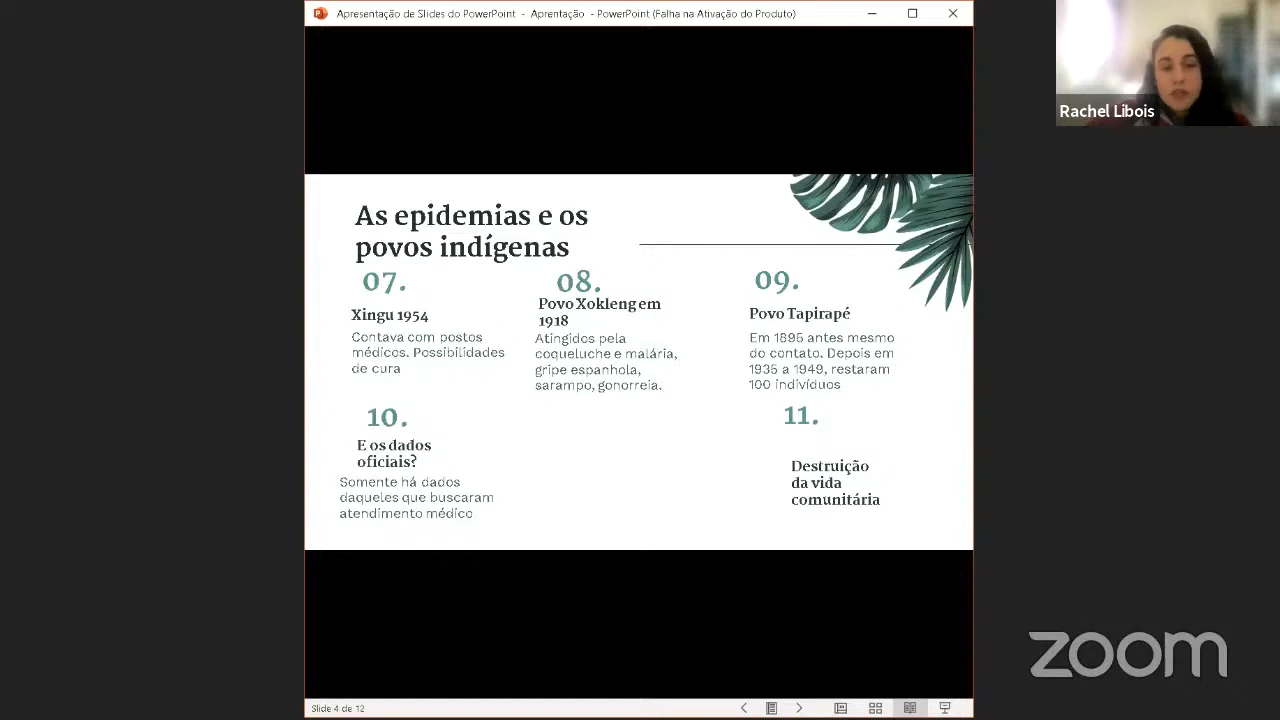 Apresentação de Slides do PowerPoint - Aprentação - PowerPoint (Falha na Ativação do Produto)
Rachel Libois
As epidemias e os
povos indígenas
07.
Xingu 1954
Contava com postos
médicos. Possibilidades
de cura
08.
Povo Xokleng em
1918
Atingidos pela
coqueluche e malária,
gripe espanhola,
sarampo, gonorreia.
09.
Povo Tapirapé
Em 1895 antes mesmo
do contato. Depois em
1935 a 1949, restaram
100 indivíduos
10.
E os dados
oficiais?
Somente há dados
daqueles que buscaram
atendimento médico
11.
Destruição
da vida
comunitária
zoom
Slide 4 de 12